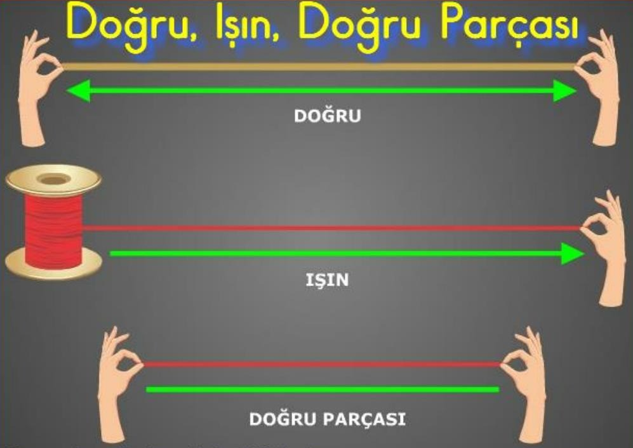 Doğru, Işın, Doğru Parçası
DOĞRU
IŞIN
DOĞRU PARÇASI